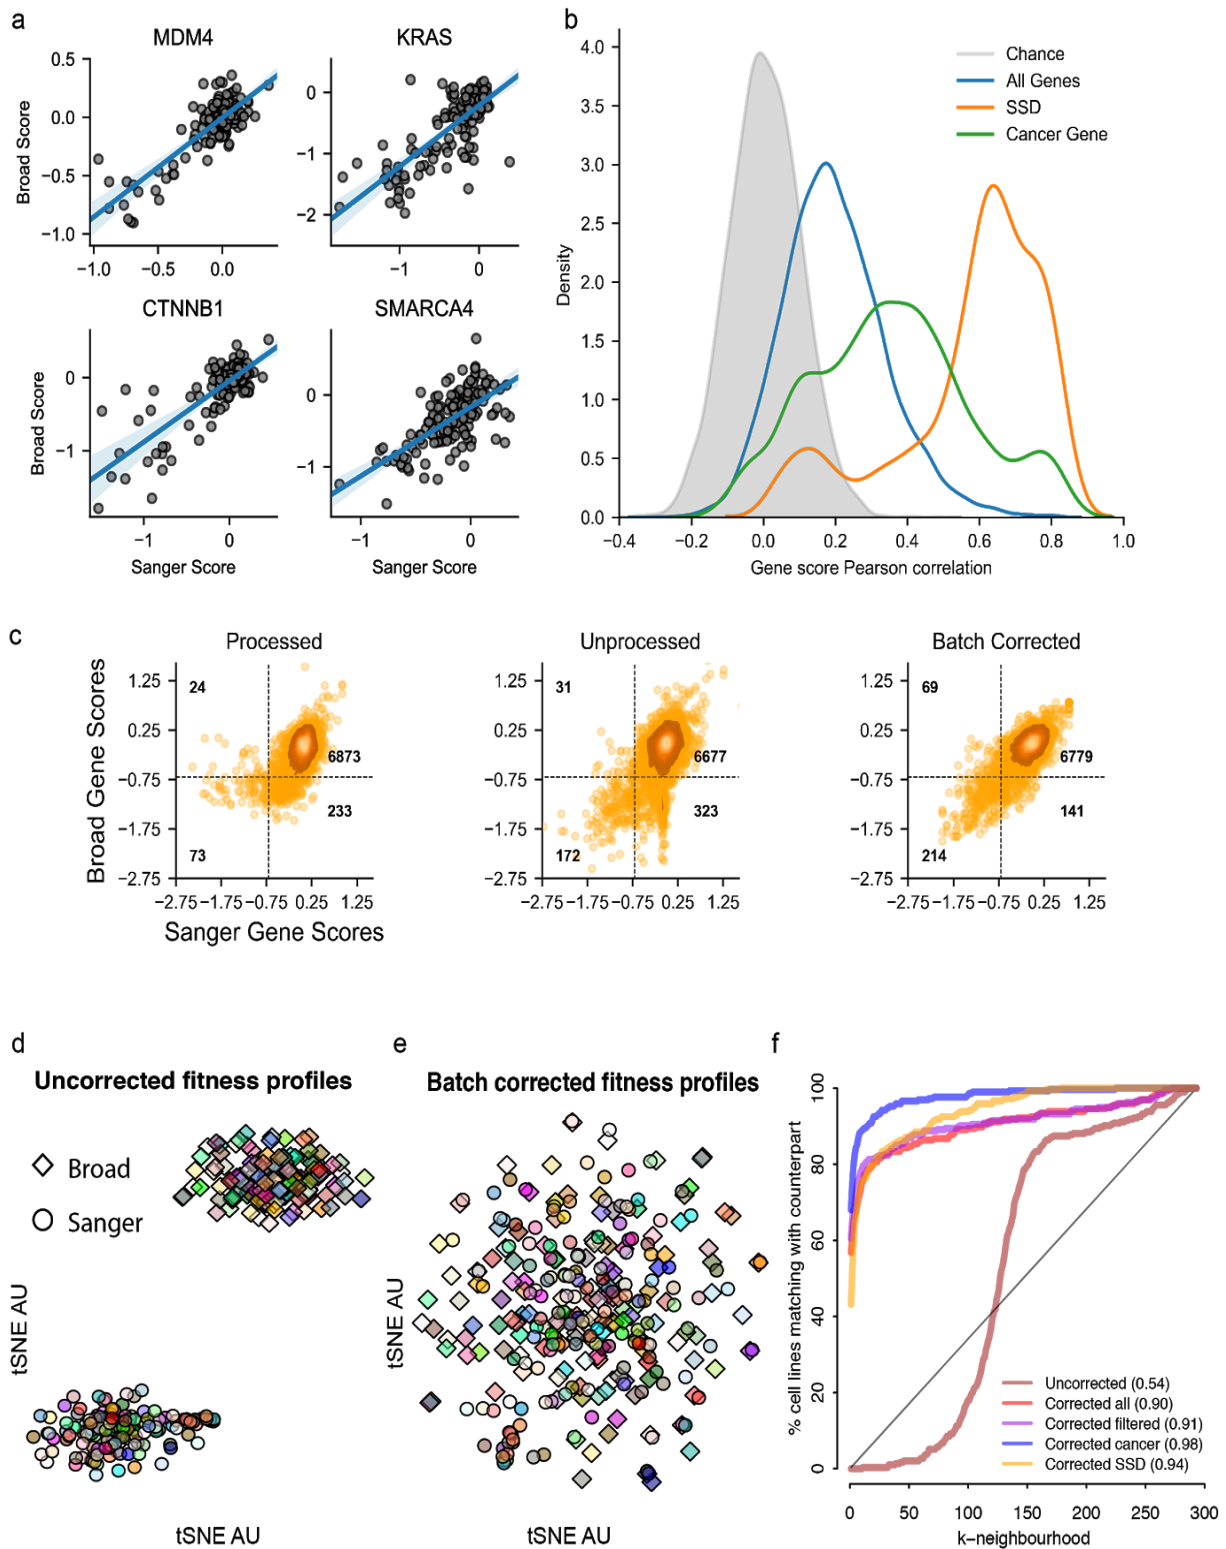 a
MDM4
KRAS
0.5
0.0
−0.5
−1.0
Broad Score
−1.0
−0.5
0.0
0
−1
−2
−1
0
CTNNB1
SMARCA4
0
−1
Broad Score
−1
0
Sanger Score
0
−1
−1
0
Sanger Score
b
4.0
3.5
3.0
2.5
2.0
1.5
1.0
0.5
0.0
Density
Chance
All Genes
SSD
Cancer Gene
−0.4
−0.2
0.0
0.2
0.4
0.6
0.8
1.0
Gene score Pearson correlation
c
Processed
Unprocessed
Batch Corrected
Broad Gene Scores
1.25
0.25
−0.75
−1.75
−2.75
24
6873
233
73
−2.75 −1.75 −0.75 0.25 1.25
Sanger Gene Scores
1.25
0.25
−0.75
−1.75
−2.75
31
6677
323
172
−2.75 −1.75 −0.75 0.25 1.25
1.25
0.25
−0.75
−1.75
−2.75
69
6779
141
214
−2.75 −1.75 −0.75 0.25 1.25
d
Uncorrected fitness profiles
Broad
Sanger
tSNE AU
tSNE AU
e
Batch corrected fitness profiles
tSNE AU
tSNE AU
f
% cell lines matching with counterpart
100
80
60
40
20
0
Uncorrected (0.54)
Corrected all (0.90)
Corrected filtered (0.91)
Corrected cancer (0.98)
Corrected SSD (0.94)
0
50
100
150
200
250
300
k−neighbourhood